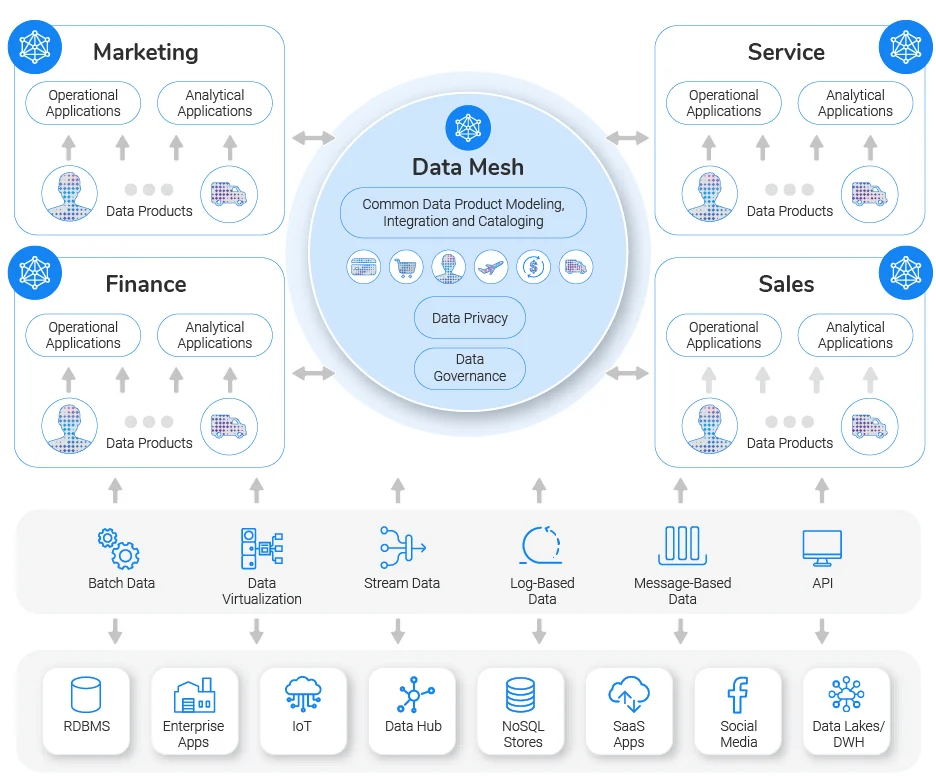 Marketing
Operational
Applications
Analytical
Applications
Data Products
Service
Operational
Applications
Analytical
Applications
Data Products
Data Mesh
Common Data Product Modeling,
Integration and Cataloging
Data Privacy
Data
Governance
Finance
Operational
Applications
Analytical
Applications
Data Products
Sales
Operational
Applications
Analytical
Applications
Data Products
Batch Data
Data
Virtualization
Stream Data
Log-Based
Data
Message-Based
Data
API
RDBMS
Enterprise
Apps
IoT
Data Hub
NoSQL
Stores
SaaS
Apps
Social
Media
Data Lakes/
DWH